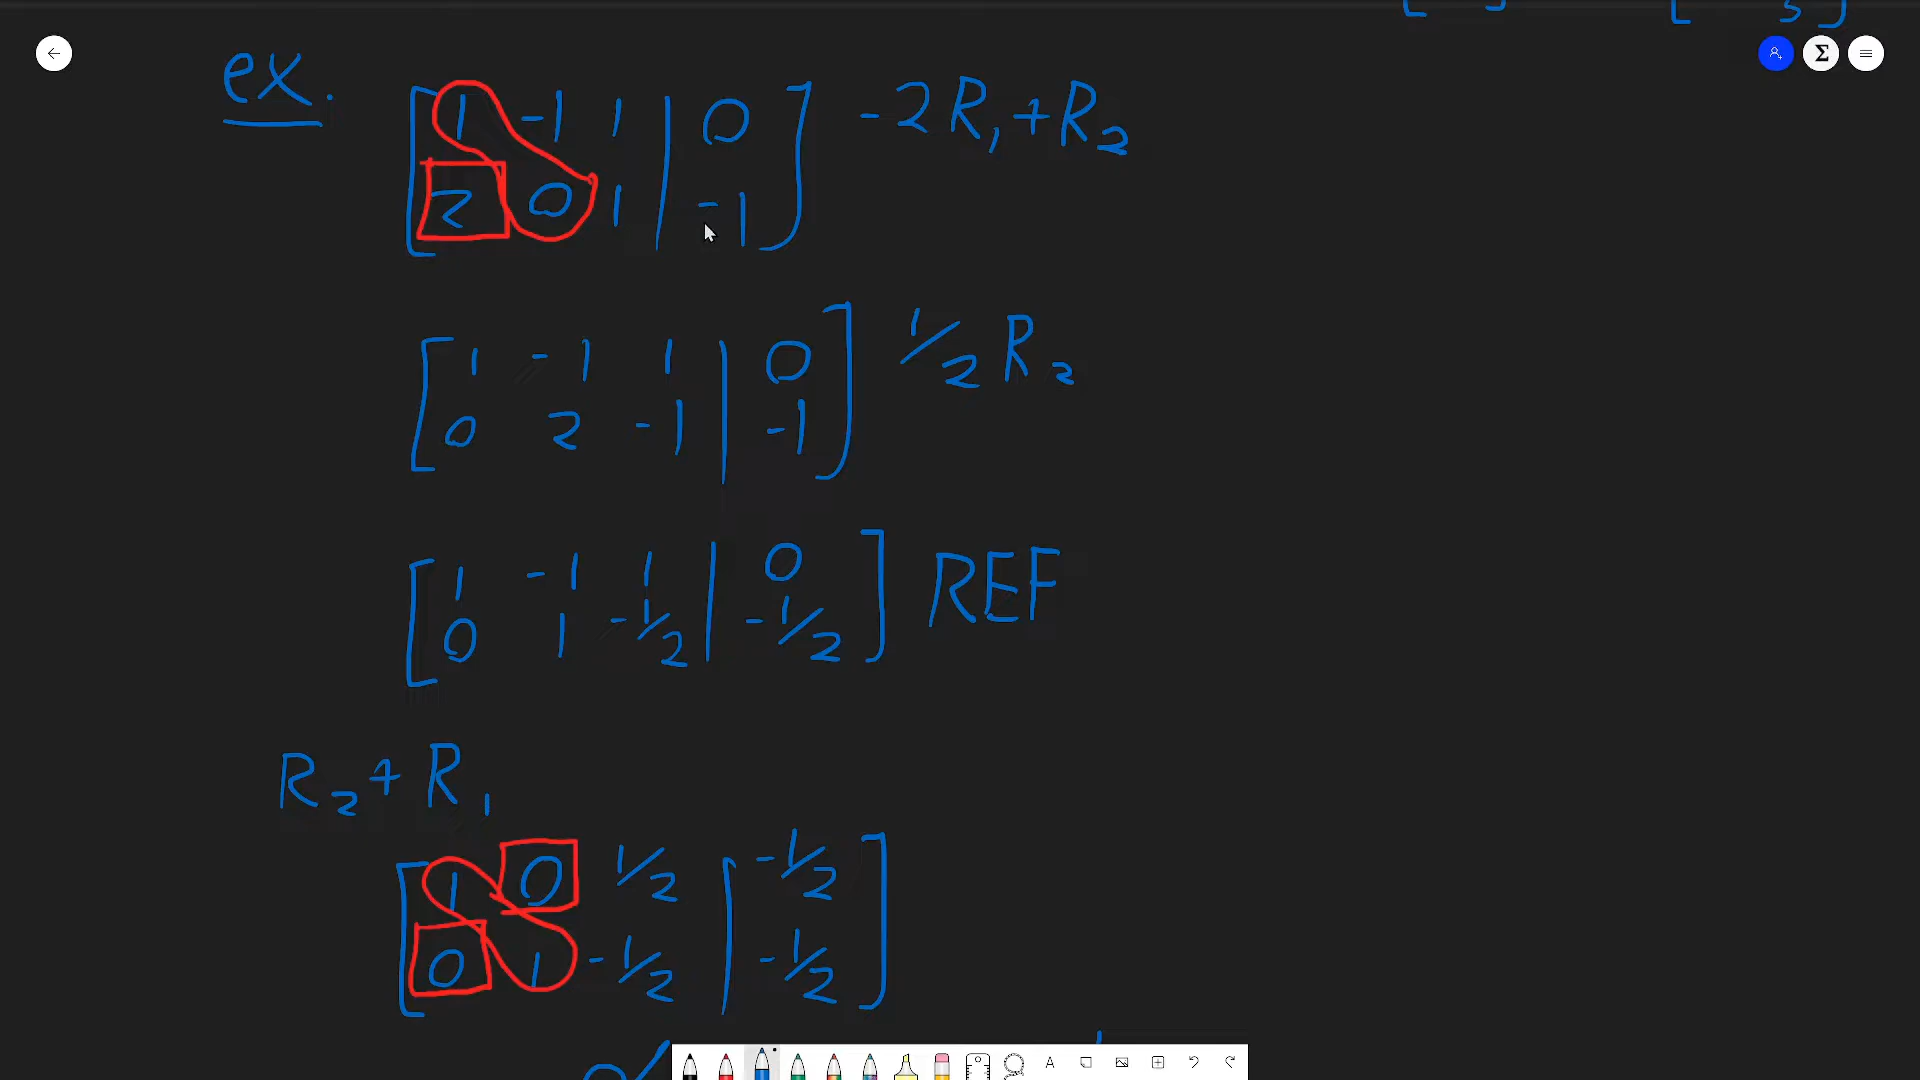 ex.
[ 1 -1 1 | 0 ] -2R₁+R₂
[ 2 0 1 | -1 ]
[ 1 -1 1 | 0 ] 1/2 R₂
[ 0 2 -1 | -1 ]
[ 1 -1 1 | 0 ] REF
[ 0 1 -1/2 | -1/2 ]
R₂+R₁
[ 1 0 1/2 | -1/2 ]
[ 0 1 -1/2 | -1/2 ]